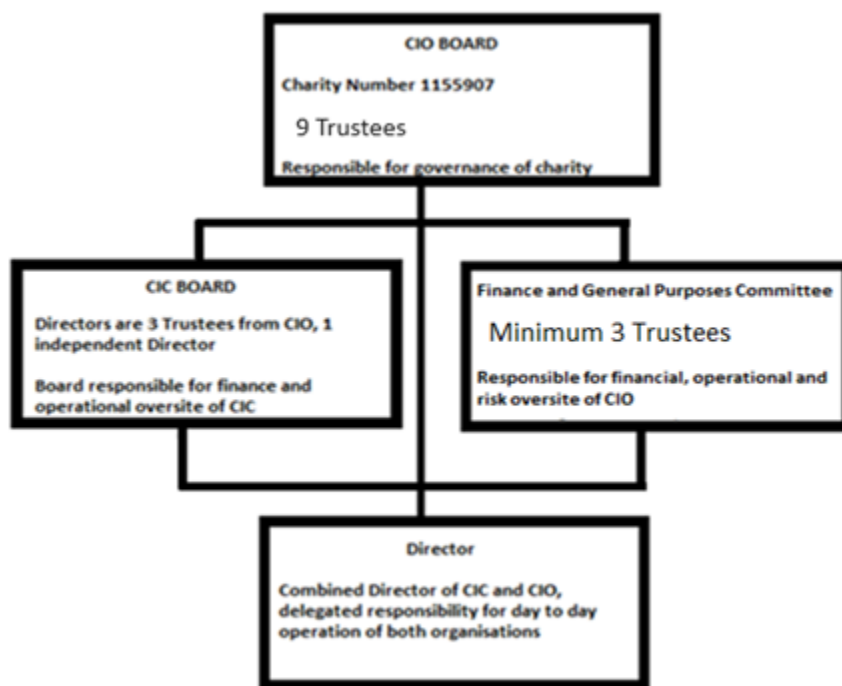 CIO BOARD
Charity Number 1155907
9 Trustees
Responsible for governance of charity
CIC BOARD
Directors are 3 Trustees from CIO, 1
independent Director
Board responsible for finance and
operational oversite of CIC
Finance and General Purposes Committee
Minimum 3 Trustees
Responsible for financial, operational and
risk oversite of CIO
Director
Combined Director of CIC and CIO,
delegated responsibility for day to day
operation of both organisations